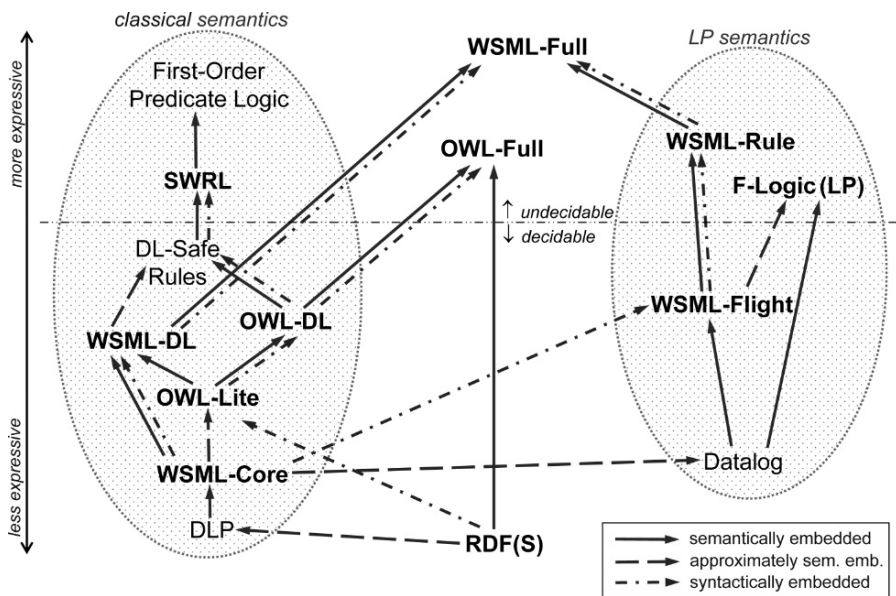 classical semantics
WSML-Full
LP semantics
First-Order
Predicate Logic
more expressive
OWL-Full
WSML-Rule
SWRL
F-Logic (LP)
undecidable
decidable
DL-Safe
Rules
WSML-Flight
OWL-DL
WSML-DL
OWL-Lite
less expressive
WSML-Core
Datalog
DLP
RDF(S)
semantically embedded
approximately sem. emb.
syntactically embedded